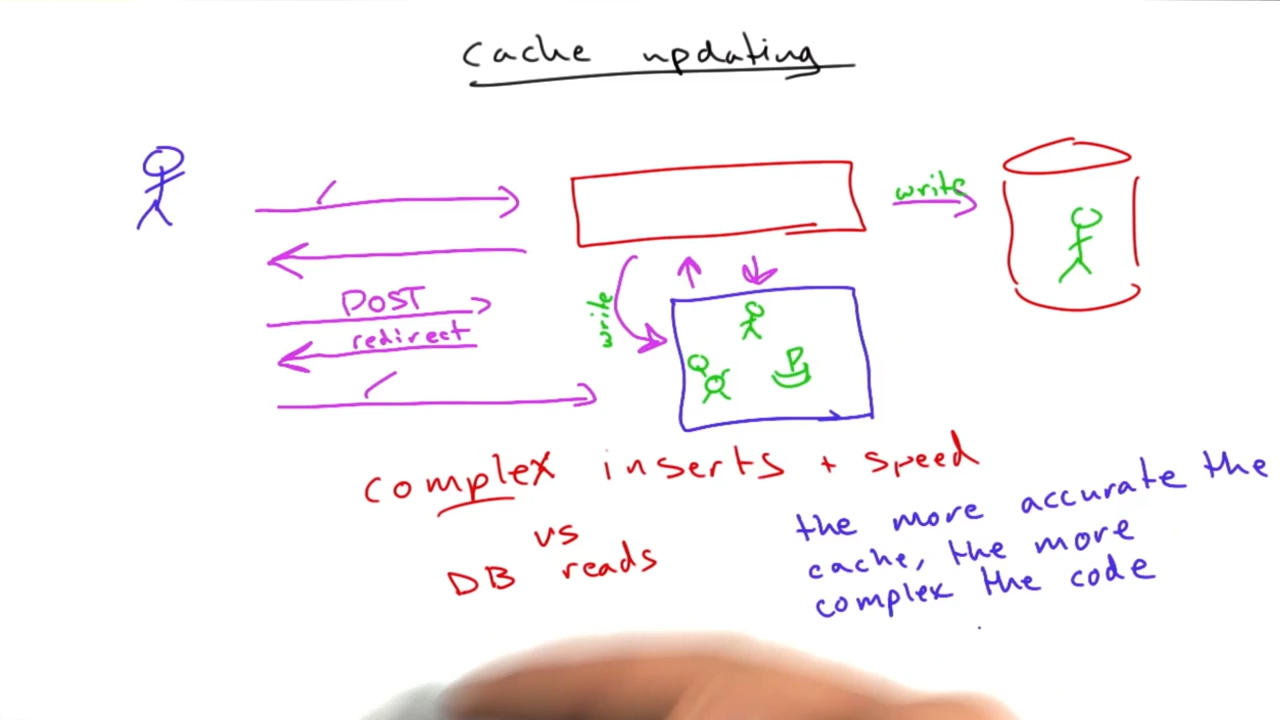 cache updating
/
write
POST
write
redirect
/
complex inserts + speed
vs
DB reads
the more accurate the
cache, the more
complex the code